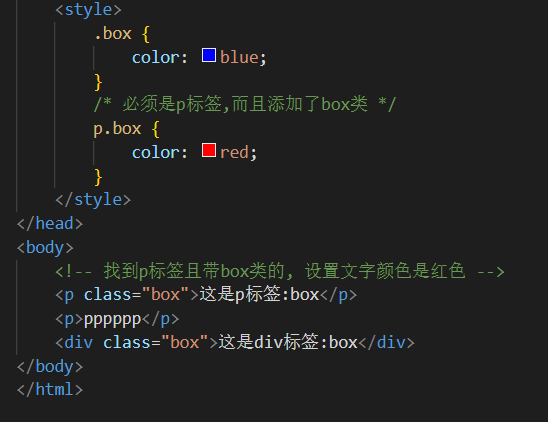 <style>
.box {
color: blue;
}
/* 必须是p标签,而且添加了box类 */
p.box {
color: red;
}
</style>
</head>
<body>
<!-- 找到p标签且带box类的, 设置文字颜色是红色 -->
<p class="box">这是p标签:box</p>
<p>pppppp</p>
<div class="box">这是div标签:box</div>
</body>
</html>